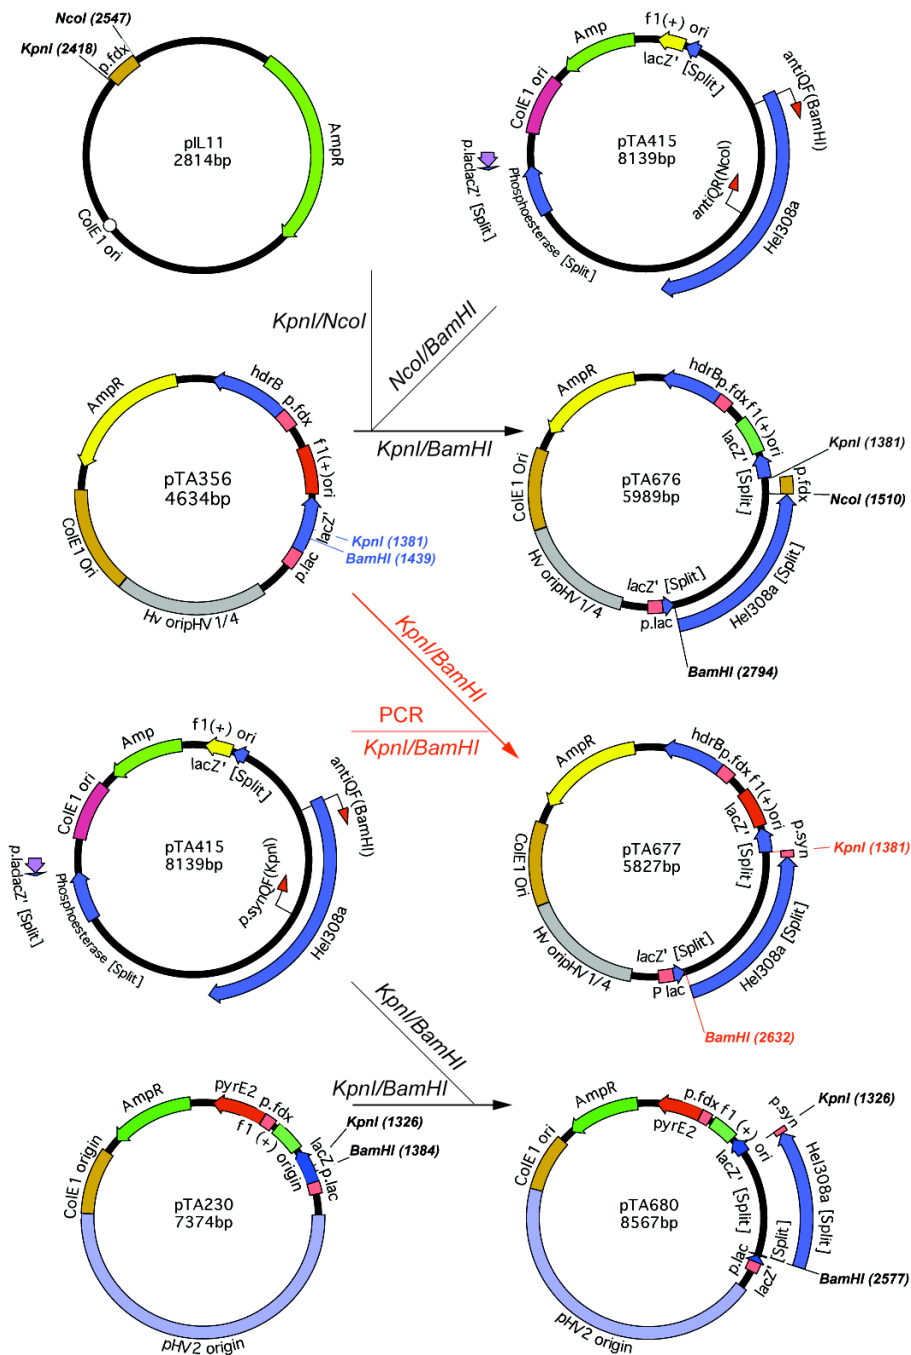 NcoI (2547)
KpnI (2418)
p.fdx
AmpR
ColE1 ori
pIL11
2814bp
f1(+) ori
Amp
lacZ' [Split]
ColE1 ori
antiQF(BamHI)
pTA415
8139bp
antiQR(NcoI)
p.ladacZ' [Split]
Phosphoesterase [Split]
Hel308a
KpnI/NcoI
NcoI/BamHI
KpnI/BamHI
hdrB
p.fdx
AmpR
f1(+)ori
pTA356
4634bp
lacZ'
KpnI (1381)
BamHI (1439)
p.lac
ColE1 Ori
Hv oripHV1/4
AmpR
hdrB
p.fdx
f1(+)ori
lacZ' [Split]
KpnI (1381)
p.fdx
NcoI (1510)
pTA676
5989bp
ColE1 Ori
Hv oripHV1/4
lacZ' [Split]
p.lac
Hel308a [Split]
BamHI (2794)
KpnI/BamHI
PCR
KpnI/BamHI
f1(+) ori
Amp
lacZ' [Split]
ColE1 ori
antiQF(BamHI)
pTA415
8139bp
p.synQF(KpnI)
p.ladacZ' [Split]
Phosphoesterase [Split]
Hel308a
AmpR
hdrB
p.fdx
f1(+)ori
lacZ' [Split]
p.syn
KpnI (1381)
pTA677
5827bp
ColE1 Ori
Hv oripHV1/4
lacZ' [Split]
P lac
Hel308a [Split]
BamHI (2632)
KpnI/BamHI
KpnI/BamHI
pyrE2
p.fdx
AmpR
f1 (+) origin
lacZ
p.lac
KpnI (1326)
BamHI (1384)
ColE1 origin
pTA230
7374bp
pHV2 origin
AmpR
p.fdx
pyrE2
f1 (+) ori
lacZ' [Split]
p.syn
KpnI (1326)
Hel308a [Split]
ColE1 ori
pTA680
8567bp
p.lac
lacZ' [Split]
BamHI (2577)
pHV2 origin